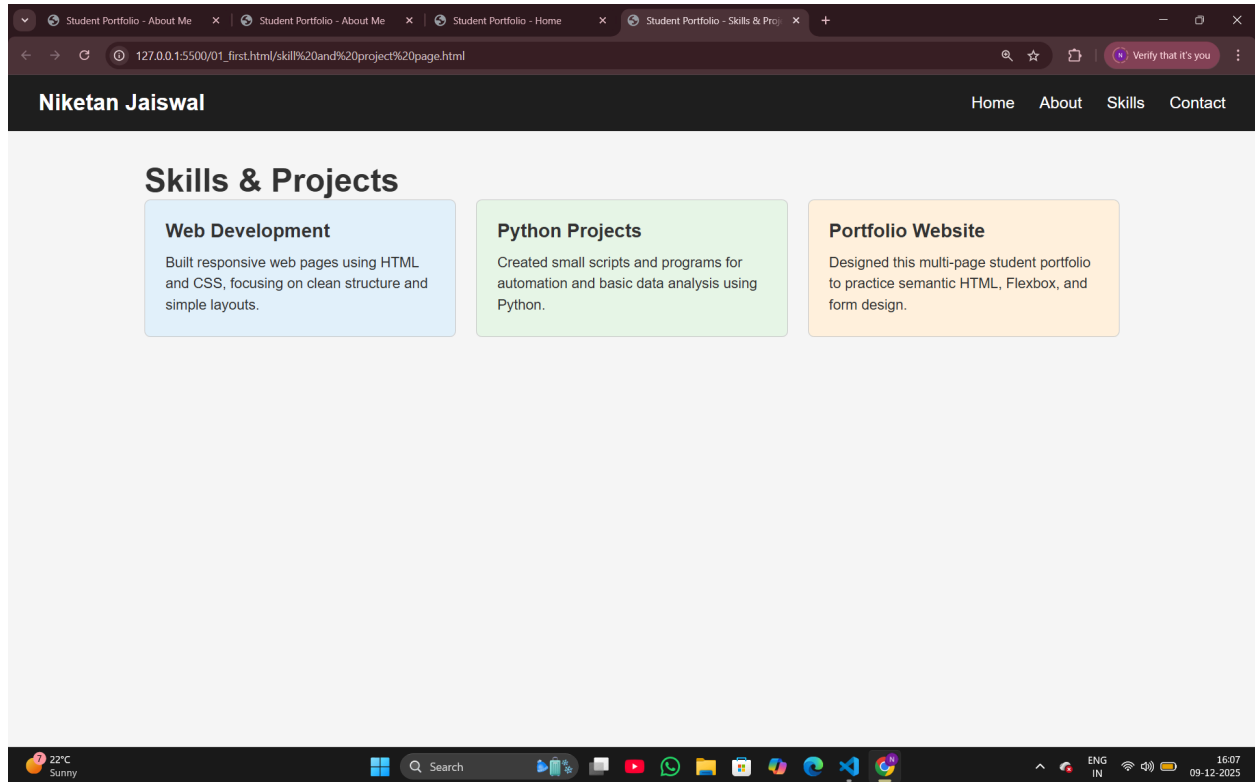 Student Portfolio - About Me
Student Portfolio - About Me
Student Portfolio - Home
Student Portfolio - Skills & Proj
127.0.0.1:5500/01_first.html/skill%20and%20project%20page.html
N
Verify that it's you
Niketan Jaiswal
Home
About
Skills
Contact
Skills & Projects
Web Development
Built responsive web pages using HTML
and CSS, focusing on clean structure and
simple layouts.
Python Projects
Created small scripts and programs for
automation and basic data analysis using
Python.
Portfolio Website
Designed this multi-page student portfolio
to practice semantic HTML, Flexbox, and
form design.
7
22°C
Sunny
Search
N
ENG
IN
16:07
09-12-2025